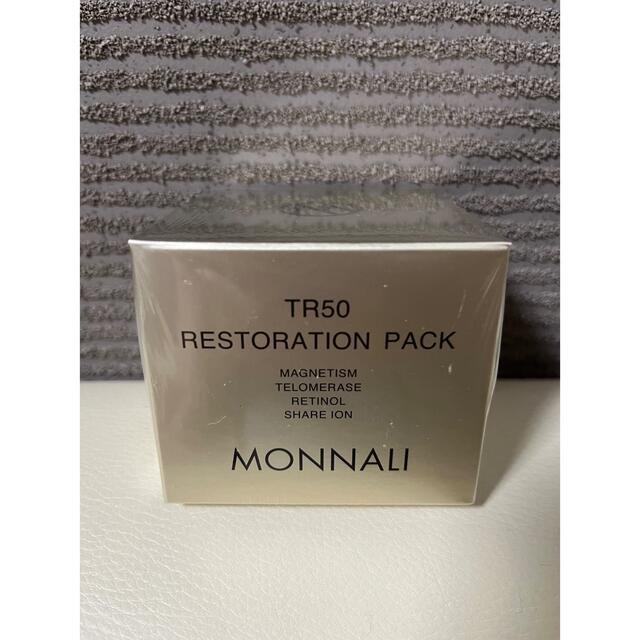 TR50
RESTORATION PACK
MAGNETISM
TELOMERASE
RETINOL
SHARE ION
MONNALI